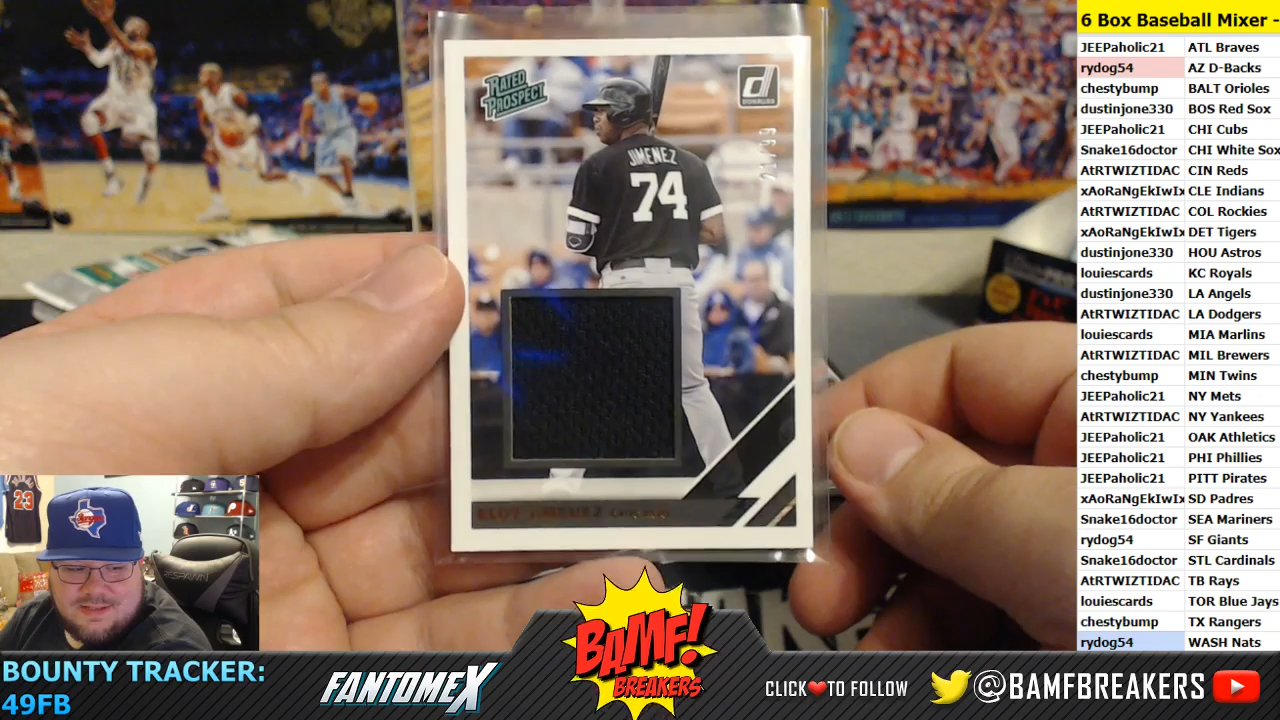 RATED PROSPECT
DONRUSS
JIMENEZ
74
ELOY JIMENEZ
23
RESPAWN
6 Box Baseball Mixer -
JEEPaholic21 ATL Braves
rydog54 AZ D-Backs
chestybump BALT Orioles
dustinjone330 BOS Red Sox
JEEPaholic21 CHI Cubs
Snake16doctor CHI White Sox
AtRTWIZTIDAC CIN Reds
xAoRaNgEkIwIx CLE Indians
AtRTWIZTIDAC COL Rockies
xAoRaNgEkIwIx DET Tigers
dustinjone330 HOU Astros
louiescards KC Royals
dustinjone330 LA Angels
AtRTWIZTIDAC LA Dodgers
louiescards MIA Marlins
AtRTWIZTIDAC MIL Brewers
chestybump MIN Twins
JEEPaholic21 NY Mets
AtRTWIZTIDAC NY Yankees
JEEPaholic21 OAK Athletics
JEEPaholic21 PHI Phillies
JEEPaholic21 PITT Pirates
xAoRaNgEkIwIx SD Padres
Snake16doctor SEA Mariners
rydog54 SF Giants
Snake16doctor STL Cardinals
AtRTWIZTIDAC TB Rays
louiescards TOR Blue Jays
chestybump TX Rangers
rydog54 WASH Nats
BOUNTY TRACKER:
49FB
FANTOMEX
BAMF!
BREAKERS
CLICK❤TO FOLLOW
@BAMFBREAKERS